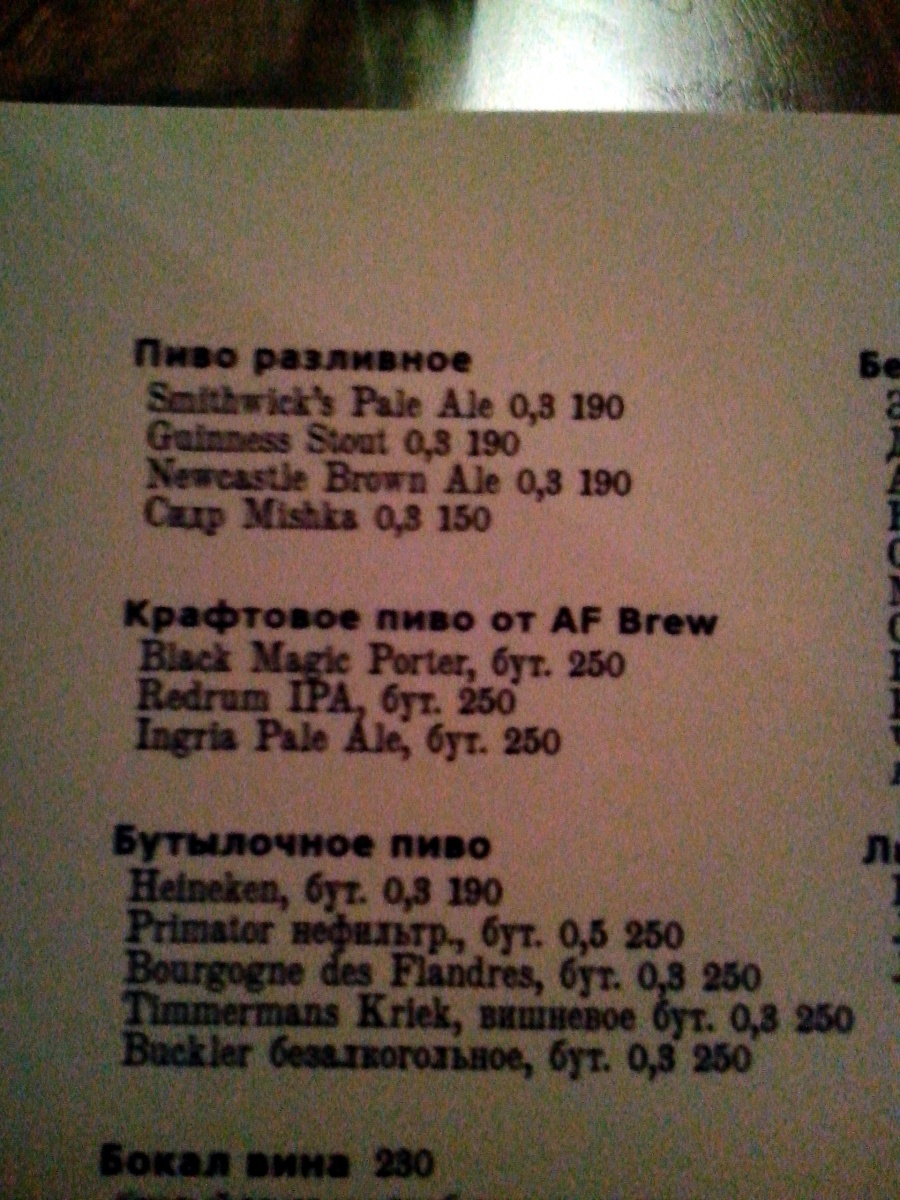 Пиво разливное
Smithwick's Pale Ale 0,3 190
Guinness Stout 0,3 190
Newcastle Brown Ale 0,3 190
Сидр Mishka 0,3 150
Крафтовое пиво от AF Brew
Black Magic Porter, бут. 250
Redrum IPA, бут. 250
Ingria Pale Ale, бут. 250
Бутылочное пиво
Heineken, бут. 0,3 190
Primator нефильтр., бут. 0,5 250
Bourgogne des Flandres, бут. 0,3 250
Timmermans Kriek, вишневое бут. 0,3 250
Buckler безалкогольное, бут. 0,3 250
Бокал вина 230